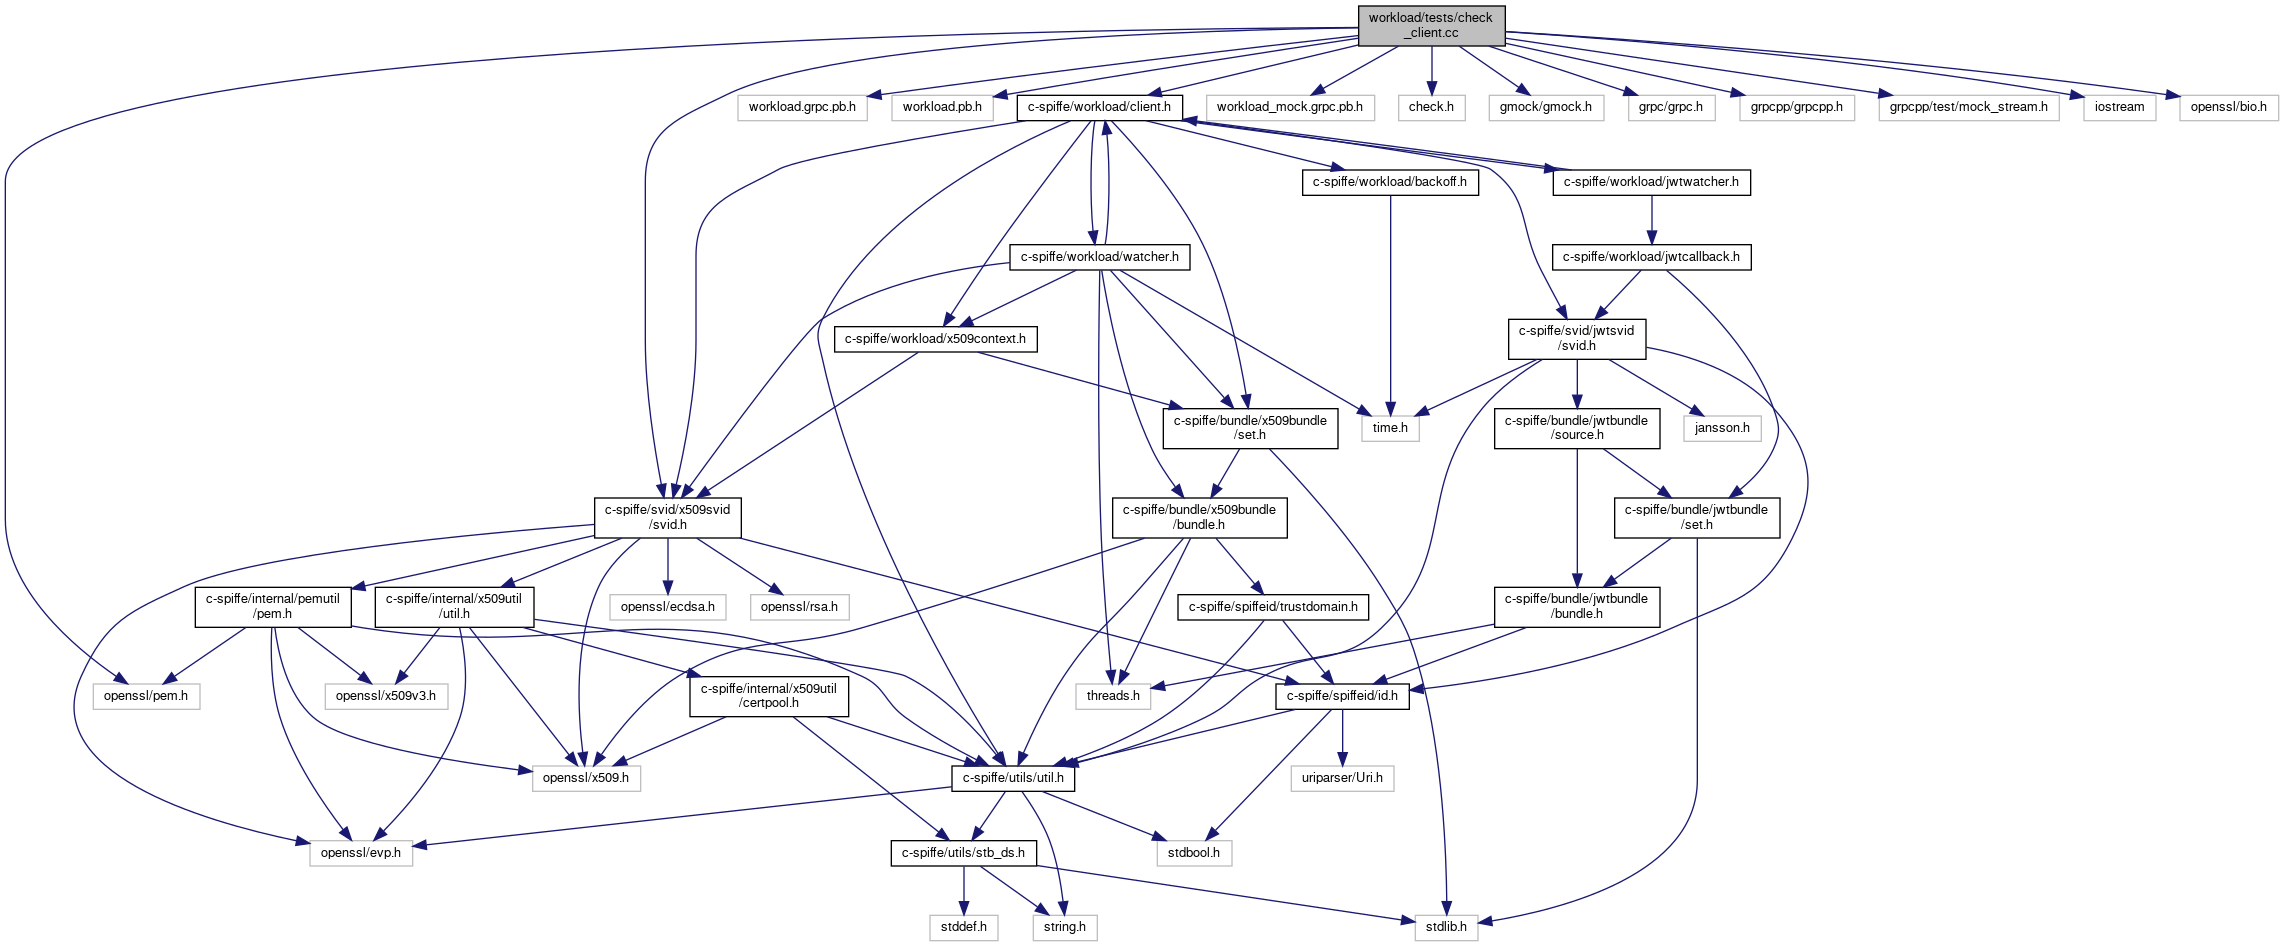 workload/tests/check
_client.cc
workload.grpc.pb.h
workload.pb.h
c-spiffe/workload/client.h
workload_mock.grpc.pb.h
check.h
gmock/gmock.h
grpc/grpc.h
grpcpp/grpcpp.h
grpcpp/test/mock_stream.h
iostream
openssl/bio.h
c-spiffe/workload/backoff.h
c-spiffe/workload/jwtwatcher.h
c-spiffe/workload/watcher.h
c-spiffe/workload/jwtcallback.h
c-spiffe/workload/x509context.h
c-spiffe/svid/jwtsvid
/svid.h
c-spiffe/bundle/x509bundle
/set.h
time.h
c-spiffe/bundle/jwtbundle
/source.h
jansson.h
c-spiffe/svid/x509svid
/svid.h
c-spiffe/bundle/x509bundle
/bundle.h
c-spiffe/bundle/jwtbundle
/set.h
c-spiffe/internal/pemutil
/pem.h
c-spiffe/internal/x509util
/util.h
openssl/ecdsa.h
openssl/rsa.h
c-spiffe/spiffeid/trustdomain.h
c-spiffe/bundle/jwtbundle
/bundle.h
openssl/pem.h
openssl/x509v3.h
c-spiffe/internal/x509util
/certpool.h
threads.h
c-spiffe/spiffeid/id.h
openssl/x509.h
c-spiffe/utils/util.h
uriparser/Uri.h
openssl/evp.h
c-spiffe/utils/stb_ds.h
stdbool.h
stddef.h
string.h
stdlib.h